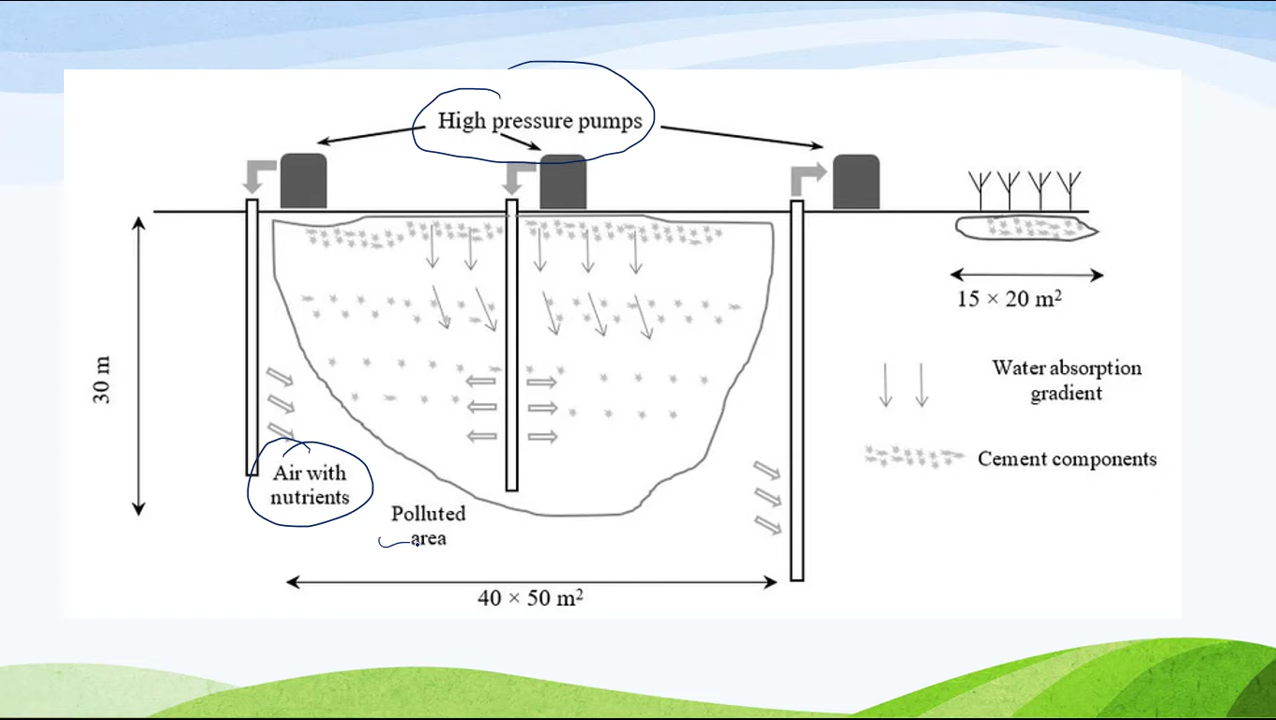 High pressure pumps
15 × 20 m²
30 m
Water absorption
gradient
Cement components
Air with
nutrients
Polluted
area
40 × 50 m²